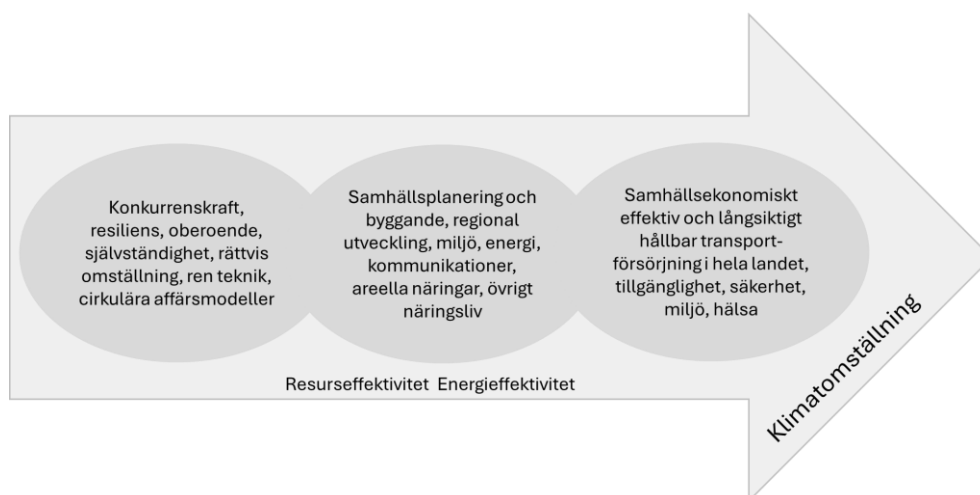 Konkurrenskraft,
resiliens, oberoende,
självständighet, rättvis
omställning, ren teknik,
cirkulära affärsmodeller
Samhällsplanering och
byggande, regional
utveckling, miljö, energi,
kommunikationer,
areella näringar, övrigt
näringsliv
Samhällsekonomiskt
effektiv och långsiktigt
hållbar transport-
försörjning i hela landet,
tillgänglighet, säkerhet,
miljö, hälsa
Resurseffektivitet Energieffektivitet
Klimatomställning